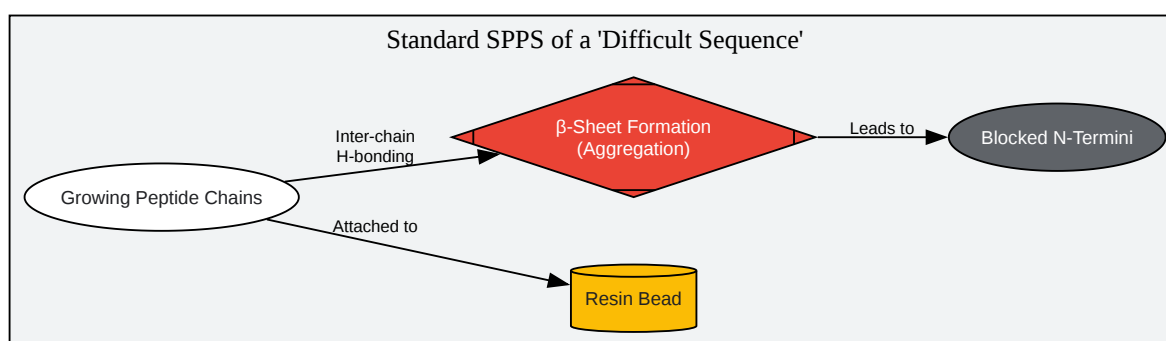 Standard SPPS of a 'Difficult Sequence'
Growing Peptide Chains
Inter-chain
H-bonding
β-Sheet Formation
(Aggregation)
Leads to
Blocked N-Termini
Attached to
Resin Bead